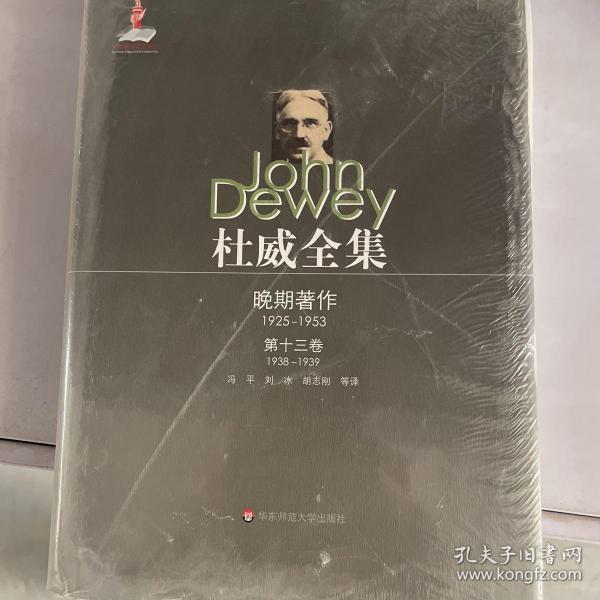 John
Dewey
杜威全集
晚期著作
1925–1953
第十三卷
1938–1939
冯 平 刘 冰 胡志刚 等译
华东师范大学出版社
孔夫子旧书网
www.kongfz.com